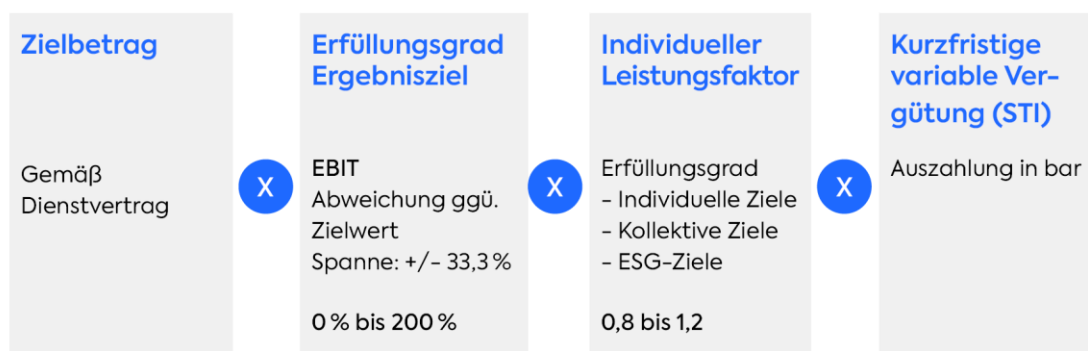 Zielbetrag
Gemäß
Dienstvertrag
X
Erfüllungsgrad
Ergebnisziel
EBIT
Abweichung ggü.
Zielwert
Spanne: +/- 33,3 %
0 % bis 200 %
X
Individueller
Leistungsfaktor
Erfüllungsgrad
- Individuelle Ziele
- Kollektive Ziele
- ESG-Ziele
0,8 bis 1,2
X
Kurzfristige
variable Ver-
gütung (STI)
Auszahlung in bar